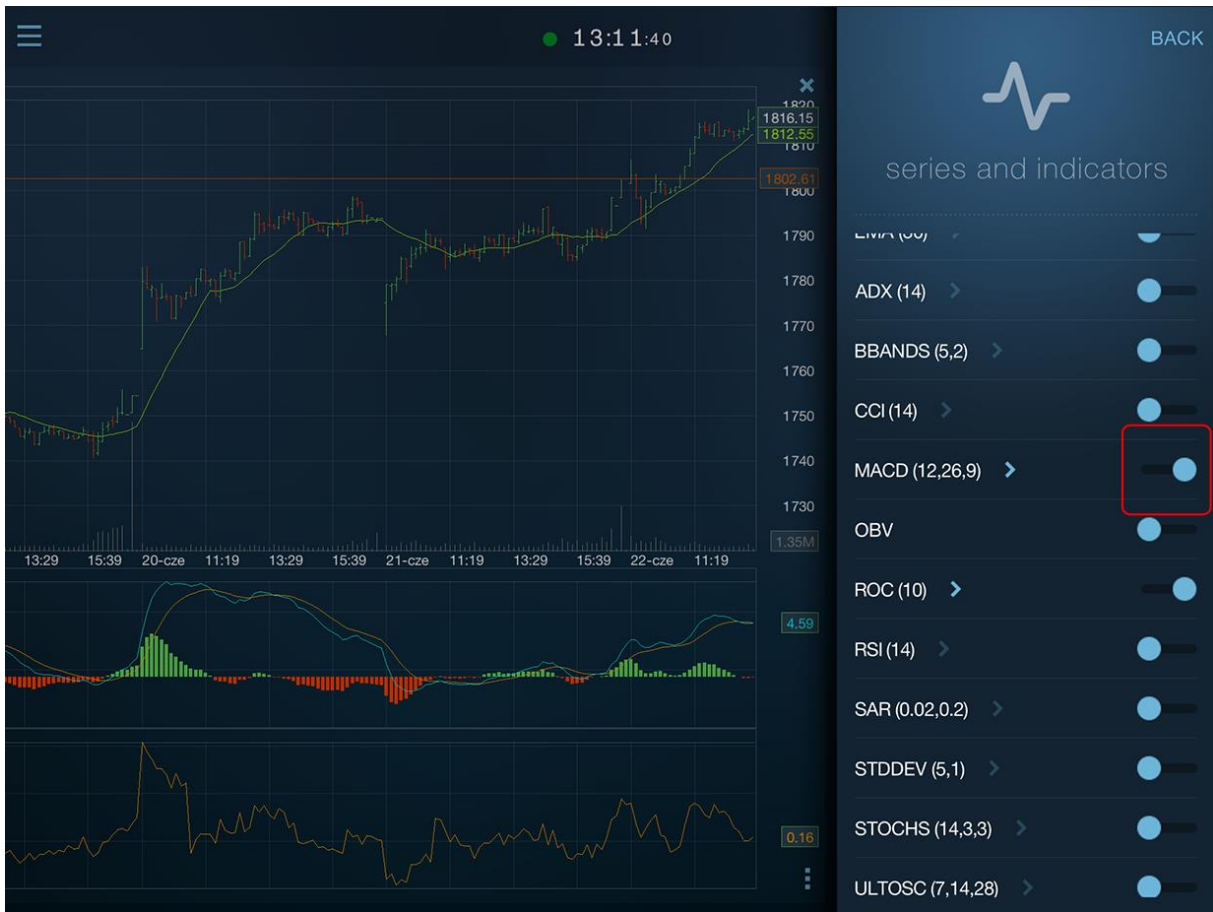 13:11:40
BACK
series and indicators
1820
1816.15
1812.55
1810
1802.61
1800
1790
1780
1770
1760
1750
1740
1730
1.35M
13:29 15:39 20-cze 11:19 13:29 15:39 21-cze 11:19 13:29 15:39 22-cze 11:19
4.59
0.16
ADX (14)
BBANDS (5,2)
CCI (14)
MACD (12,26,9)
OBV
ROC (10)
RSI (14)
SAR (0.02,0.2)
STDDEV (5,1)
STOCHS (14,3,3)
ULTOSC (7,14,28)